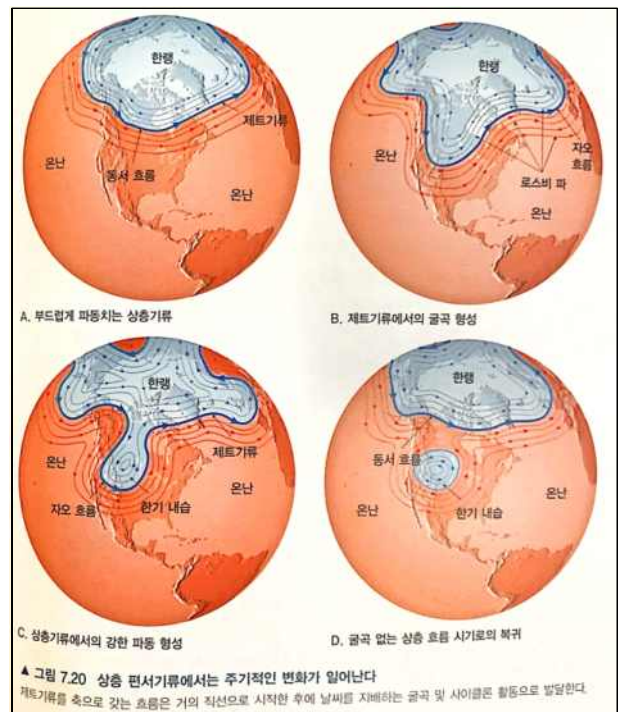 한랭
제트기류
온난
동서 흐름
온난
A. 부드럽게 파동치는 상층기류
한랭
온난
자오
흐름
로스비 파
온난
B. 제트기류에서의 굴곡 형성
한랭
온난
제트기류
온난
자오 흐름
한기 내습
C. 상층기류에서의 강한 파동 형성
한랭
동서 흐름
온난
온난
한기 내습
D. 굴곡 없는 상층 흐름 시기로의 복귀
▲ 그림 7.20 상층 편서기류에서는 주기적인 변화가 일어난다
제트기류를 축으로 갖는 흐름은 거의 직선으로 시작한 후에 날씨를 지배하는 굴곡 및 사이클론 활동으로 발달한다.